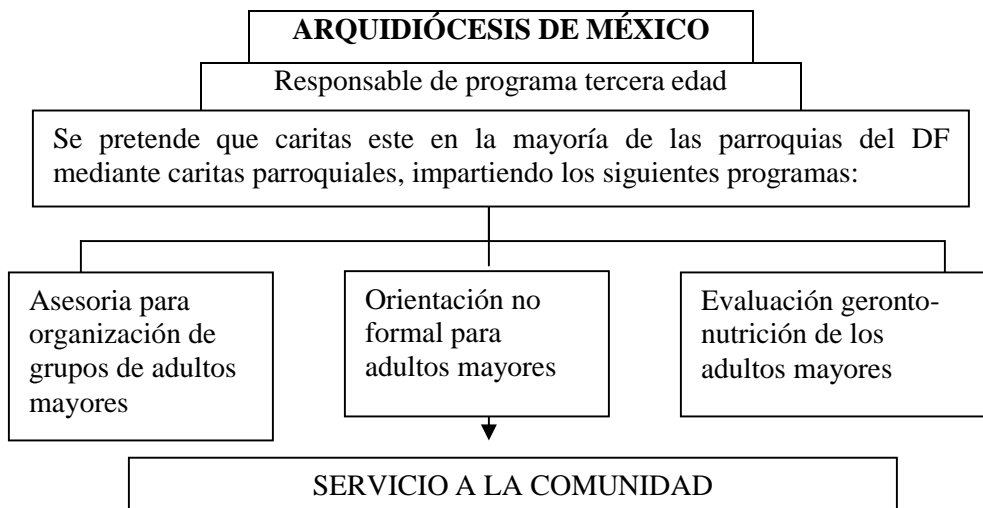 ARQUIDIÓCESIS DE MÉXICO
Responsable de programa tercera edad
Se pretende que caritas este en la mayoría de las parroquias del DF
mediante caritas parroquiales, impartiendo los siguientes programas:
Asesoria para
organización de
grupos de adultos
mayores
Orientación no
formal para
adultos mayores
Evaluación geronto-
nutrición de los
adultos mayores
SERVICIO A LA COMUNIDAD